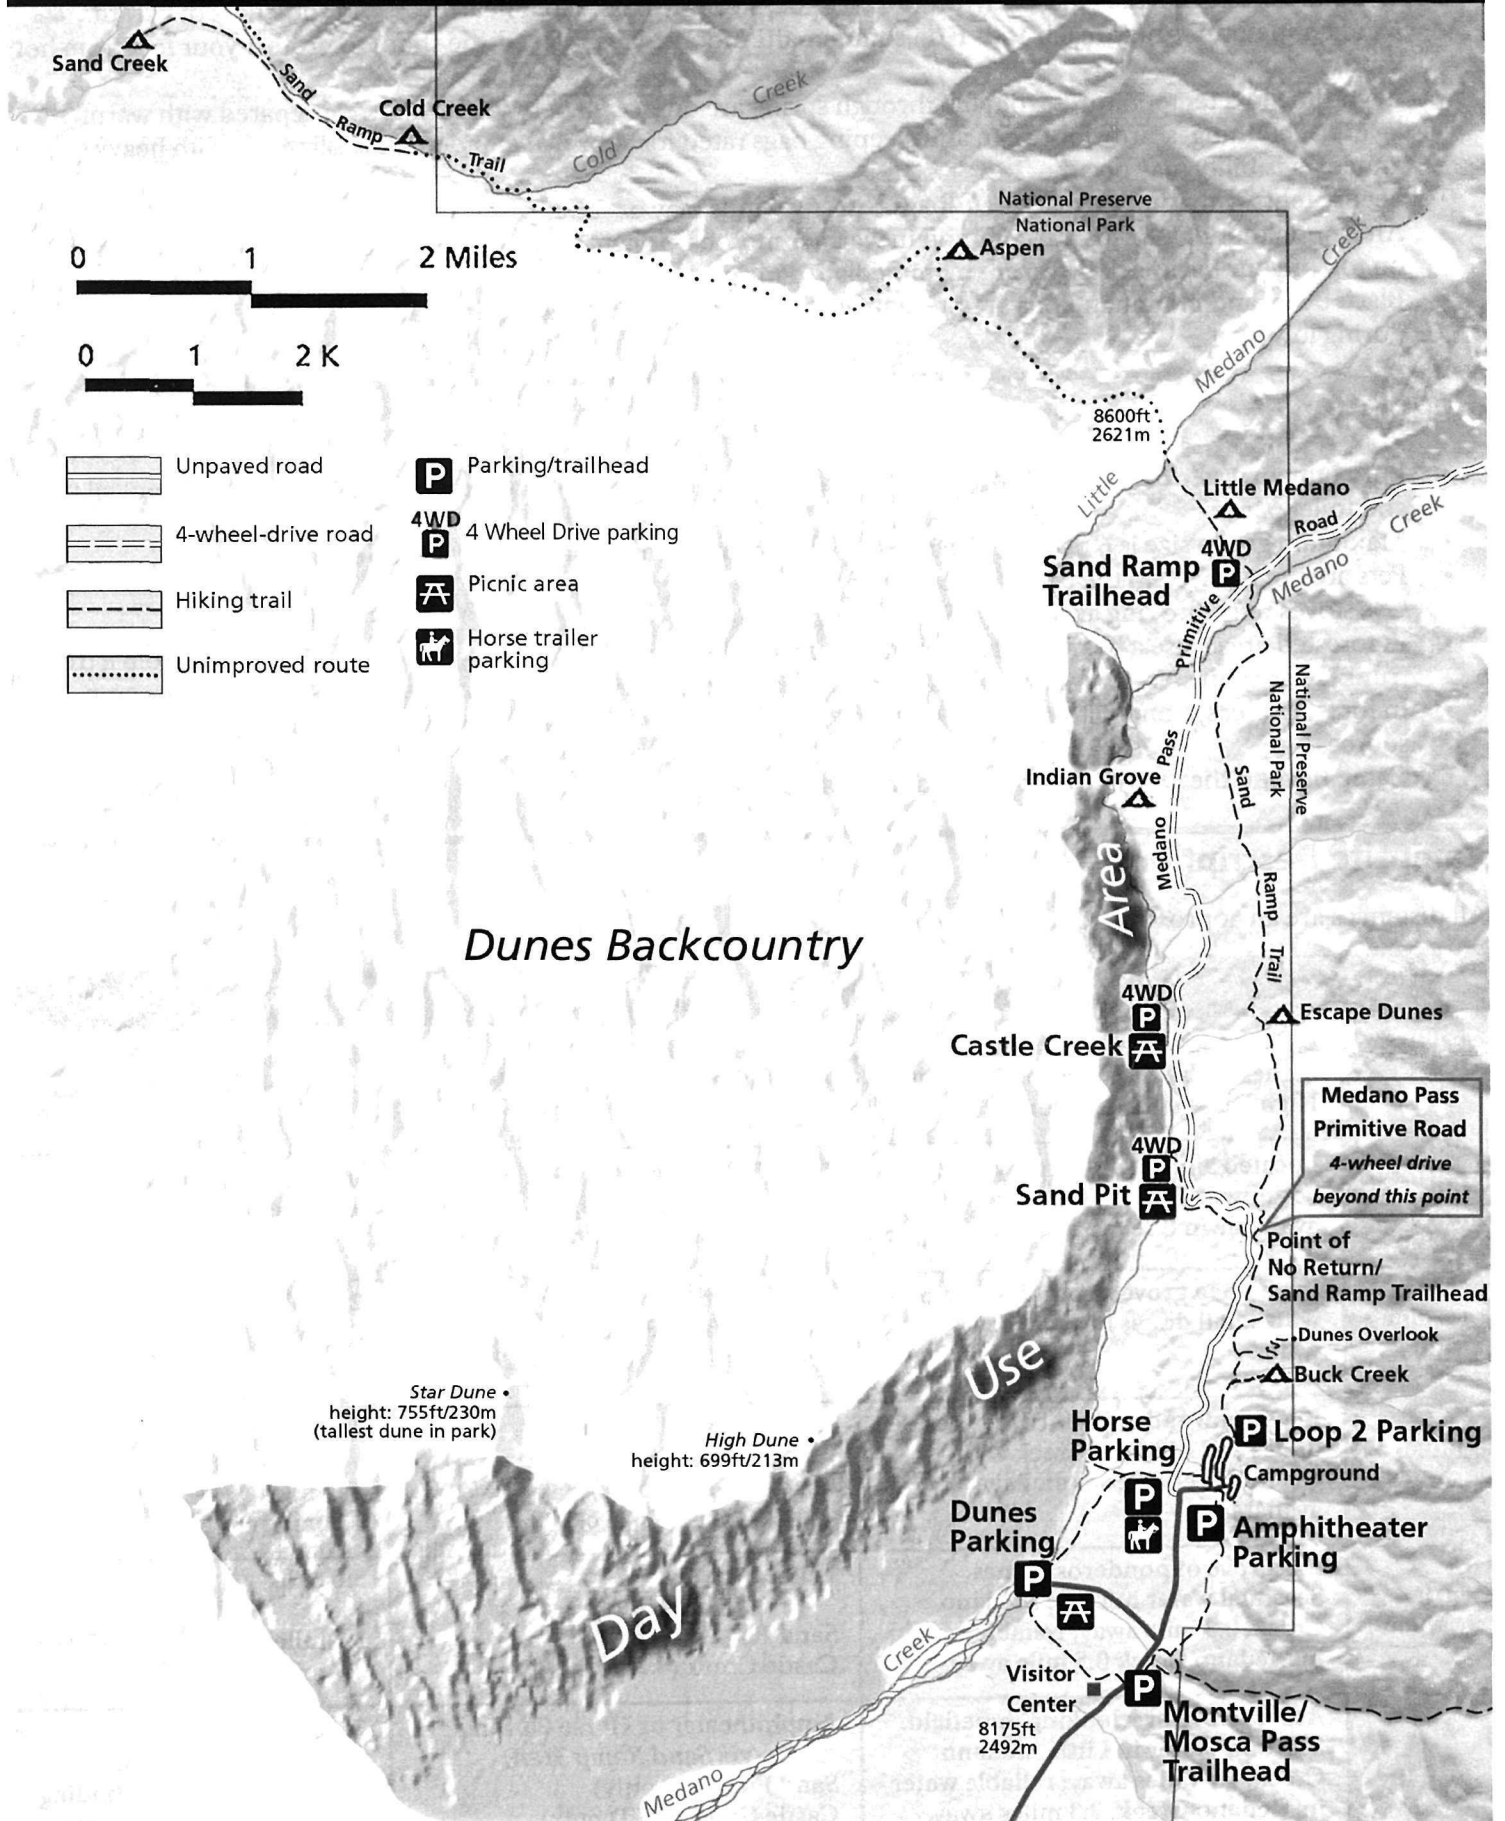 Sand Creek
Sand
Ramp
Trail
Cold Creek
Cold
Creek
National Preserve
National Park
Aspen
0 1 2 Miles
0 1 2 K
Little
Medano
Creek
8600ft
2621m
Unpaved road
4-wheel-drive road
Hiking trail
Unimproved route
P Parking/trailhead
4WD
P 4 Wheel Drive parking
Picnic area
Horse trailer
parking
Little Medano
4WD
P
Sand Ramp
Trailhead
Medano
Pass
Primitive
Road
Medano
Creek
National Preserve
National Park
Sand
Ramp
Trail
Indian Grove
Area
Dunes Backcountry
4WD
P
Castle Creek
Escape Dunes
Medano Pass
Primitive Road
4-wheel drive
beyond this point
4WD
P
Sand Pit
Point of
No Return/
Sand Ramp Trailhead
Dunes Overlook
Buck Creek
Use
Star Dune
height: 755ft/230m
(tallest dune in park)
High Dune
height: 699ft/213m
Horse
Parking
P
P Loop 2 Parking
Campground
Dunes
Parking
P
P
Amphitheater
Parking
Day
Creek
Medano
Visitor
Center
8175ft
2492m
P
Montville/
Mosca Pass
Trailhead